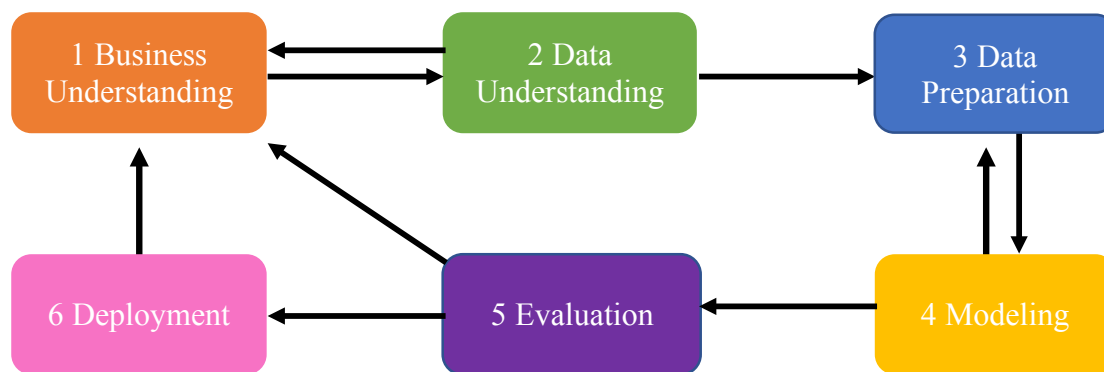 1 Business
Understanding
2 Data
Understanding
3 Data
Preparation
6 Deployment
5 Evaluation
4 Modeling